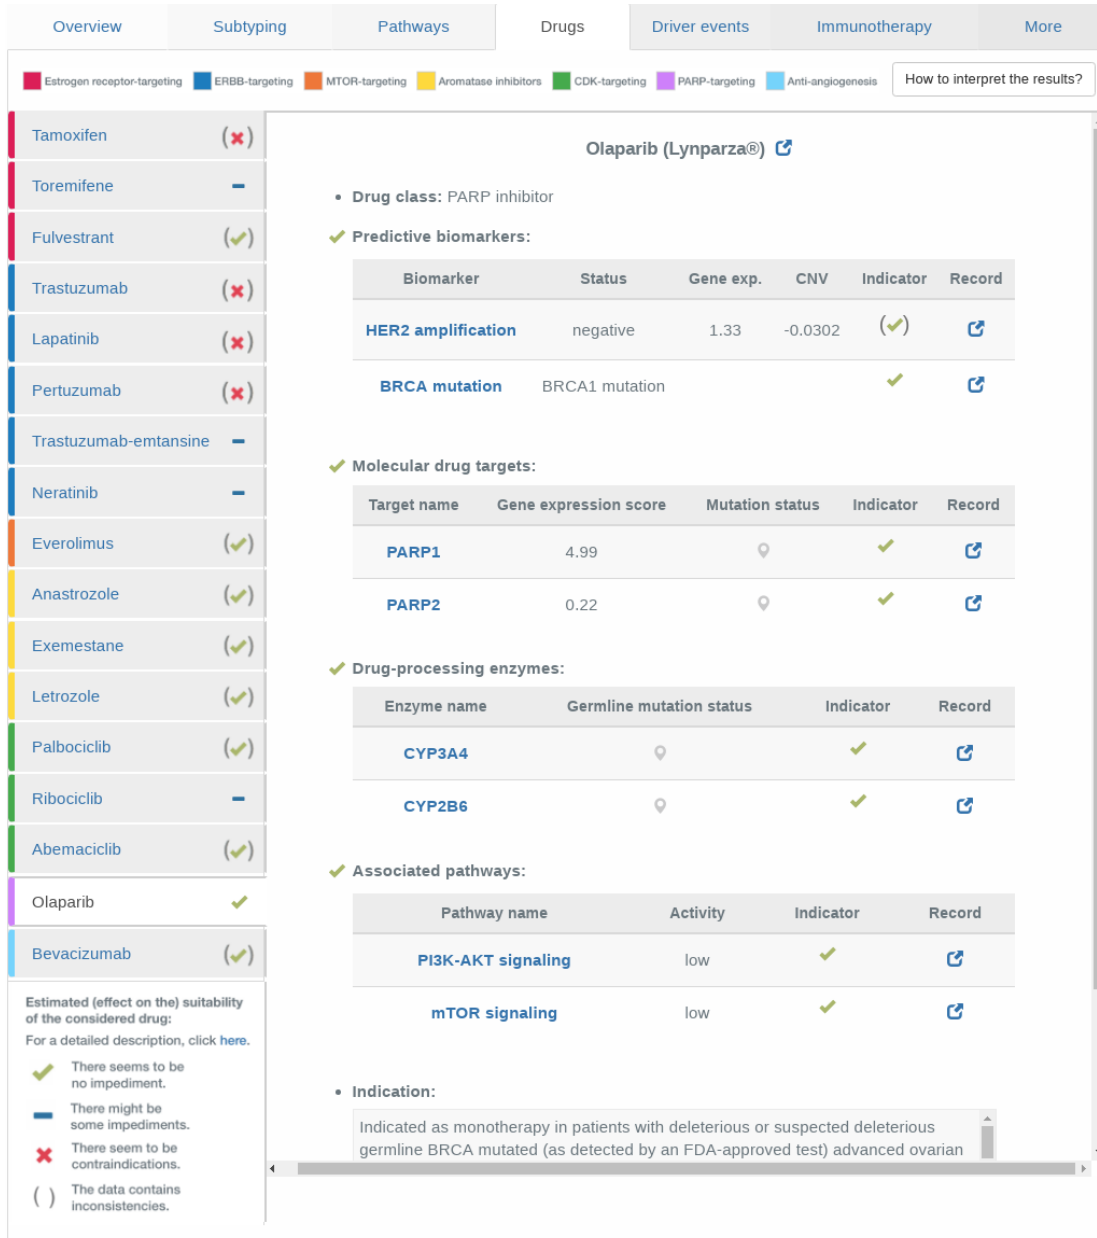 Overview Subtyping Pathways Drugs Driver events Immunotherapy More
Estrogen receptor-targeting ERBB-targeting MTOR-targeting Aromatase inhibitors CDK-targeting PARP-targeting Anti-angiogenesis How to interpret the results?
Tamoxifen
Toremifene
Fulvestrant
Trastuzumab
Lapatinib
Pertuzumab
Trastuzumab-emtansine
Neratinib
Everolimus
Anastrozole
Exemestane
Letrozole
Palbociclib
Ribociclib
Abemaciclib
Olaparib
Bevacizumab
Estimated (effect on the) suitability
of the considered drug:
For a detailed description, click here.
There seems to be
no impediment.
There might be
some impediments.
There seem to be
contraindications.
( ) The data contains
inconsistencies.
Olaparib (Lynparza®)
• Drug class: PARP inhibitor
Predictive biomarkers:
Biomarker Status Gene exp. CNV Indicator Record
HER2 amplification negative 1.33 -0.0302
BRCA mutation BRCA1 mutation
Molecular drug targets:
Target name Gene expression score Mutation status Indicator Record
PARP1 4.99
PARP2 0.22
Drug-processing enzymes:
Enzyme name Germline mutation status Indicator Record
CYP3A4
CYP2B6
Associated pathways:
Pathway name Activity Indicator Record
PI3K-AKT signaling low
mTOR signaling low
• Indication:
Indicated as monotherapy in patients with deleterious or suspected deleterious
germline BRCA mutated (as detected by an FDA-approved test) advanced ovarian